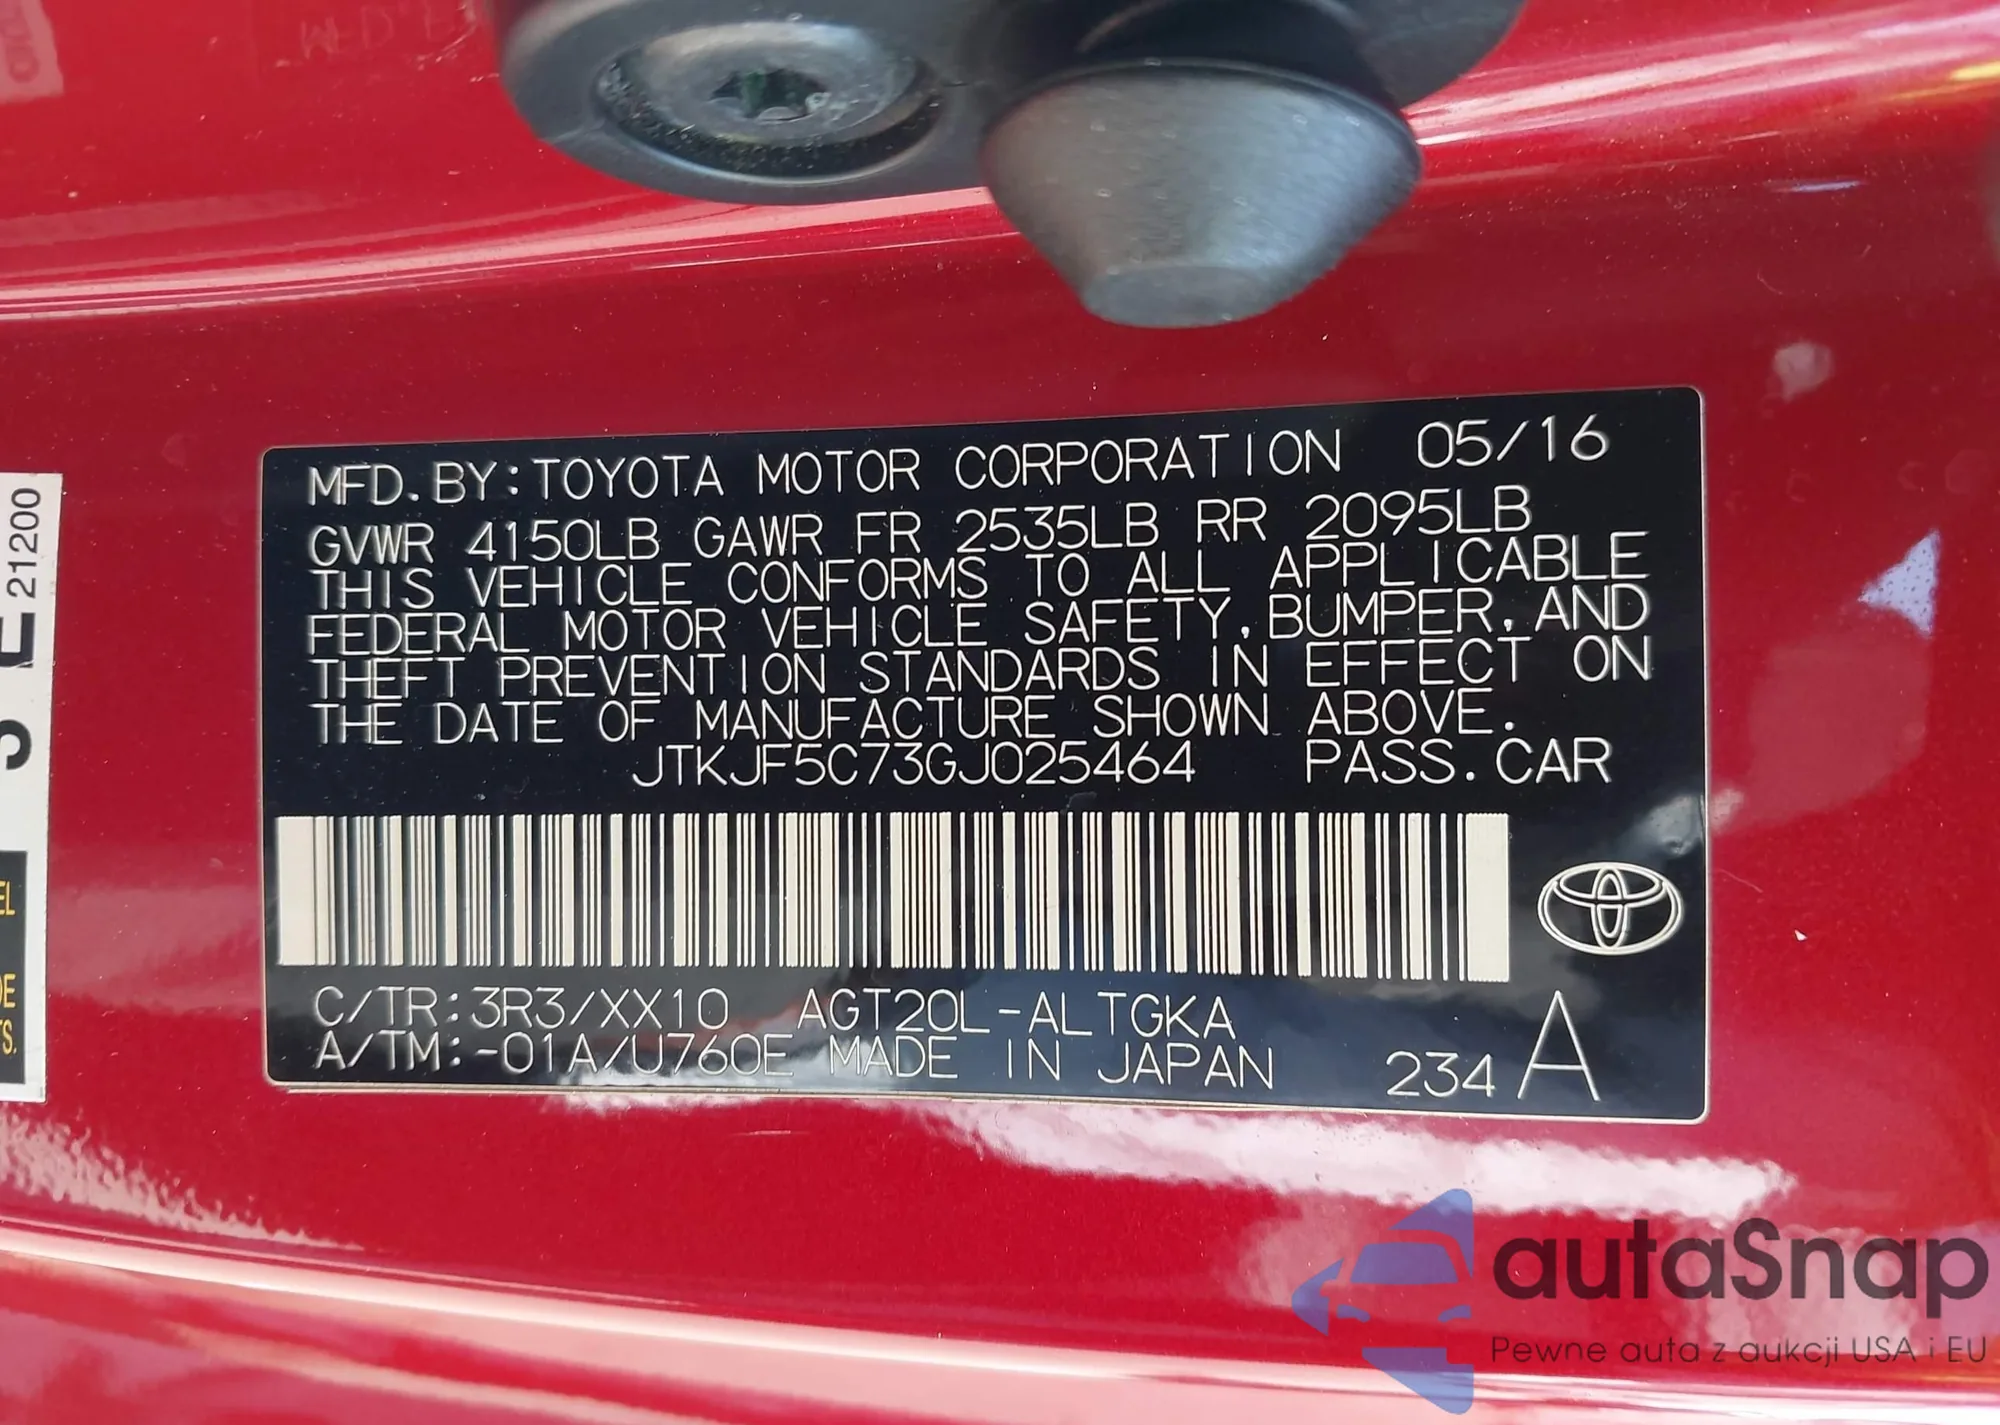 MFD. BY: TOYOTA MOTOR CORPORATION 05/16
GVWR 4150LB GAWR FR 2535LB RR 2095LB
THIS VEHICLE CONFORMS TO ALL APPLICABLE
FEDERAL MOTOR VEHICLE SAFETY, BUMPER, AND
THEFT PREVENTION STANDARDS IN EFFECT ON
THE DATE OF MANUFACTURE SHOWN ABOVE.
JTKJF5C73GJ025464 PASS. CAR
C/TR: 3R3/XX10 AGT20L-ALTGKA
A/TM: -01A/U760E MADE IN JAPAN 234 A
21200
autaSnap
Pewne auta z aukcji USA i EU